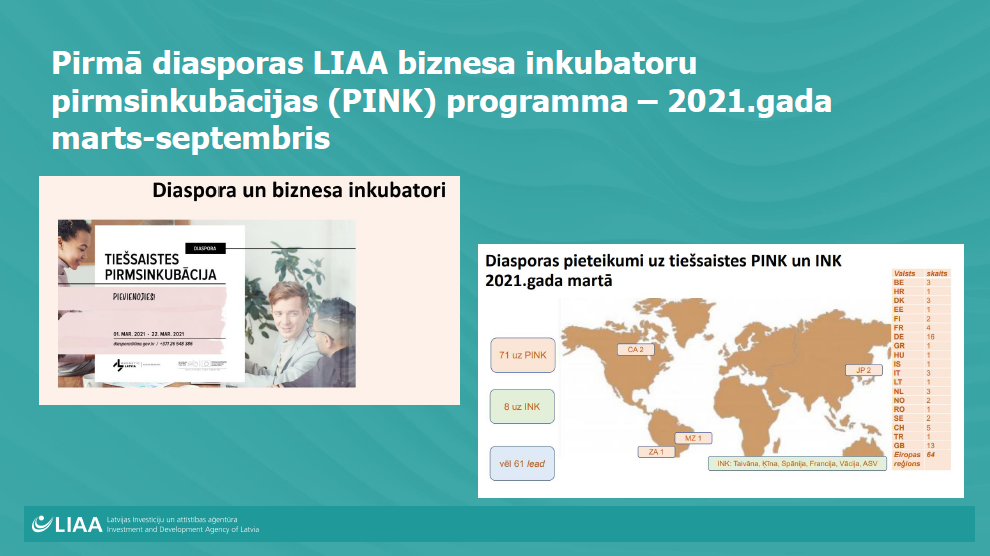 Pirmā diasporas LIAA biznesa inkubatoru
pirmsinkubācijas (PINK) programma – 2021.gada
marts-septembris
Diaspora un biznesa inkubatori
DIASPORA
TIEŠSAISTES
PIRMSINKUBĀCIJA
PIEVIENOJIES!
01. MAR. 2021 – 22. MAR. 2021
Diasporas pieteikumi uz tiešsaistes PINK un INK
2021.gada martā
71 uz PINK
8 uz INK
vēl 61 lead
CA 2
JP 2
MZ 1
ZA 1
INK: Taivāna, Ķīna, Spānija, Francija, Vācija, ASV
Valsts skaits
BE 3
HR 1
DK 3
EE 1
FI 2
FR 4
DE 16
GR 1
HU 1
IS 1
IT 3
LT 1
NL 3
NO 2
RO 1
SE 2
CH 5
TR 1
GB 13
Eiropas 64
reģions
LIAA
Latvijas Investīciju un attīstības aģentūra
Investment and Development Agency of Latvia